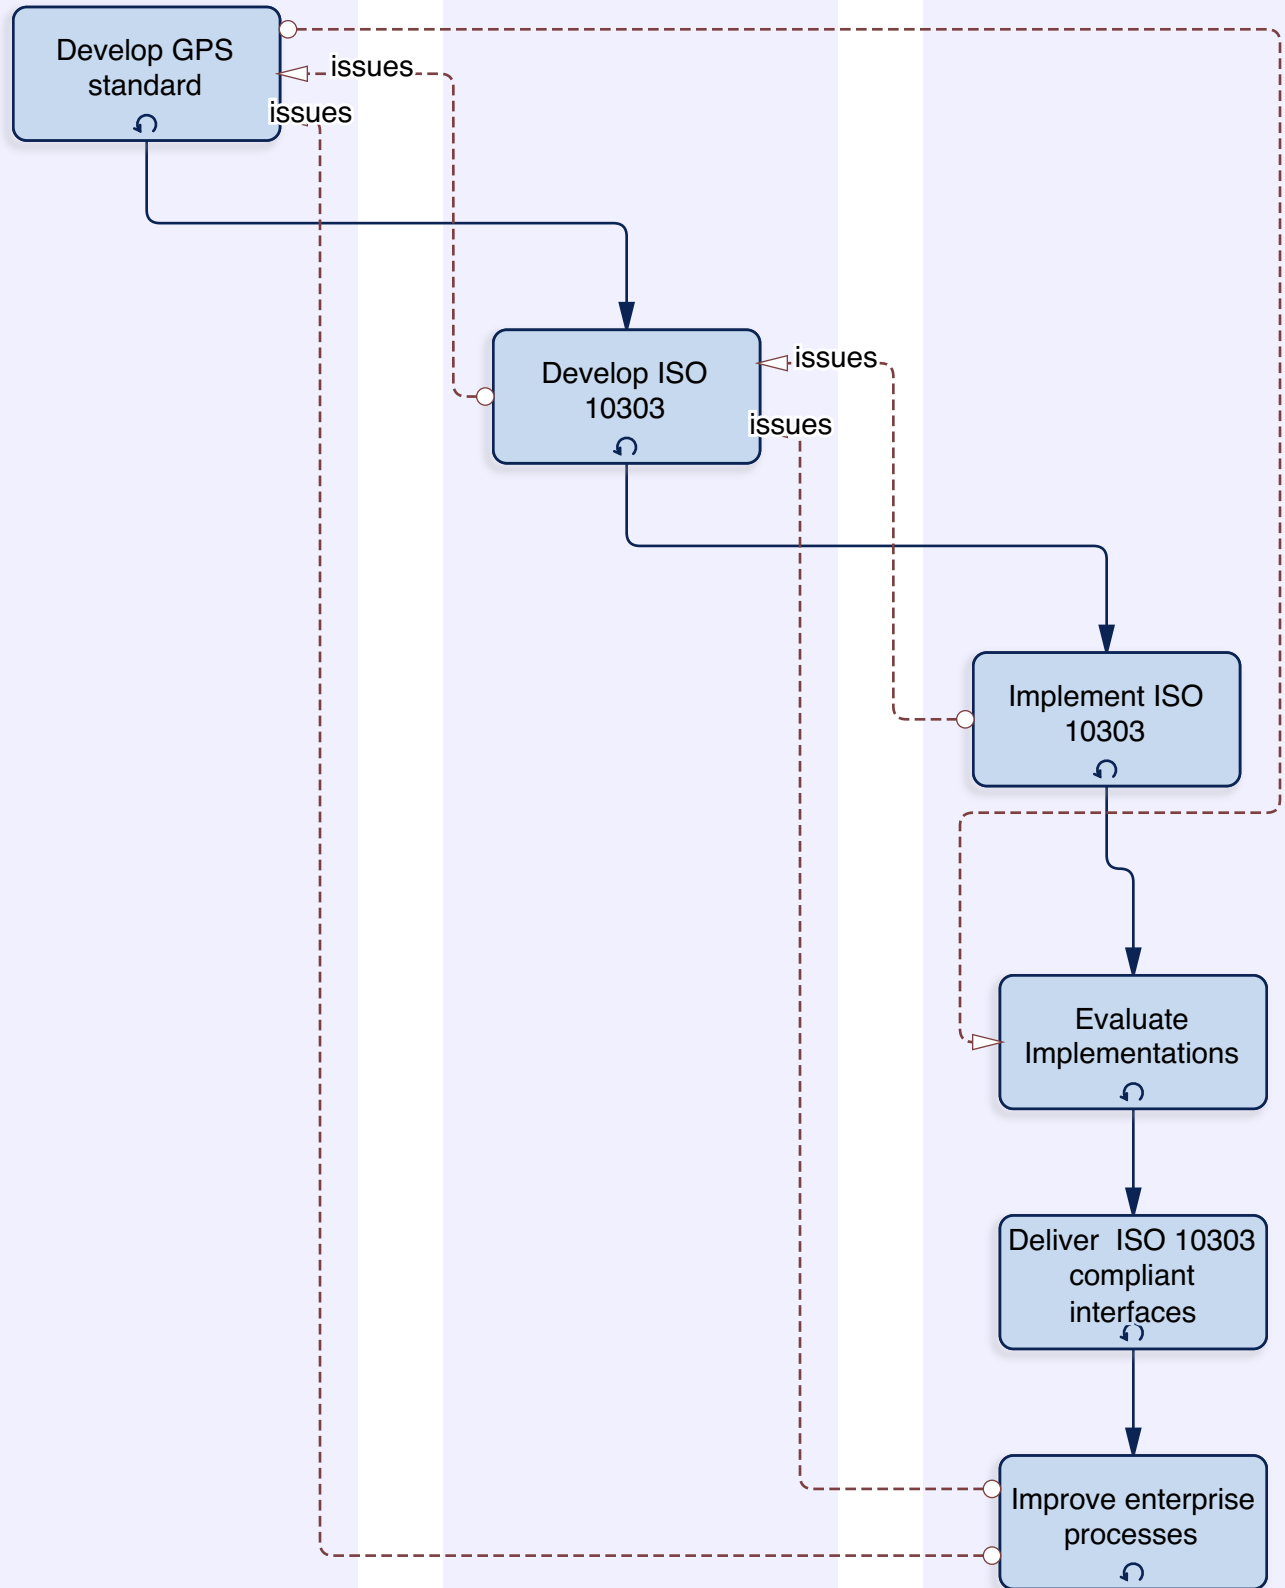 Develop GPS
standard
issues
issues
Develop ISO
10303
issues
issues
Implement ISO
10303
Evaluate
Implementations
Deliver  ISO 10303
compliant
interfaces
Improve enterprise
processes